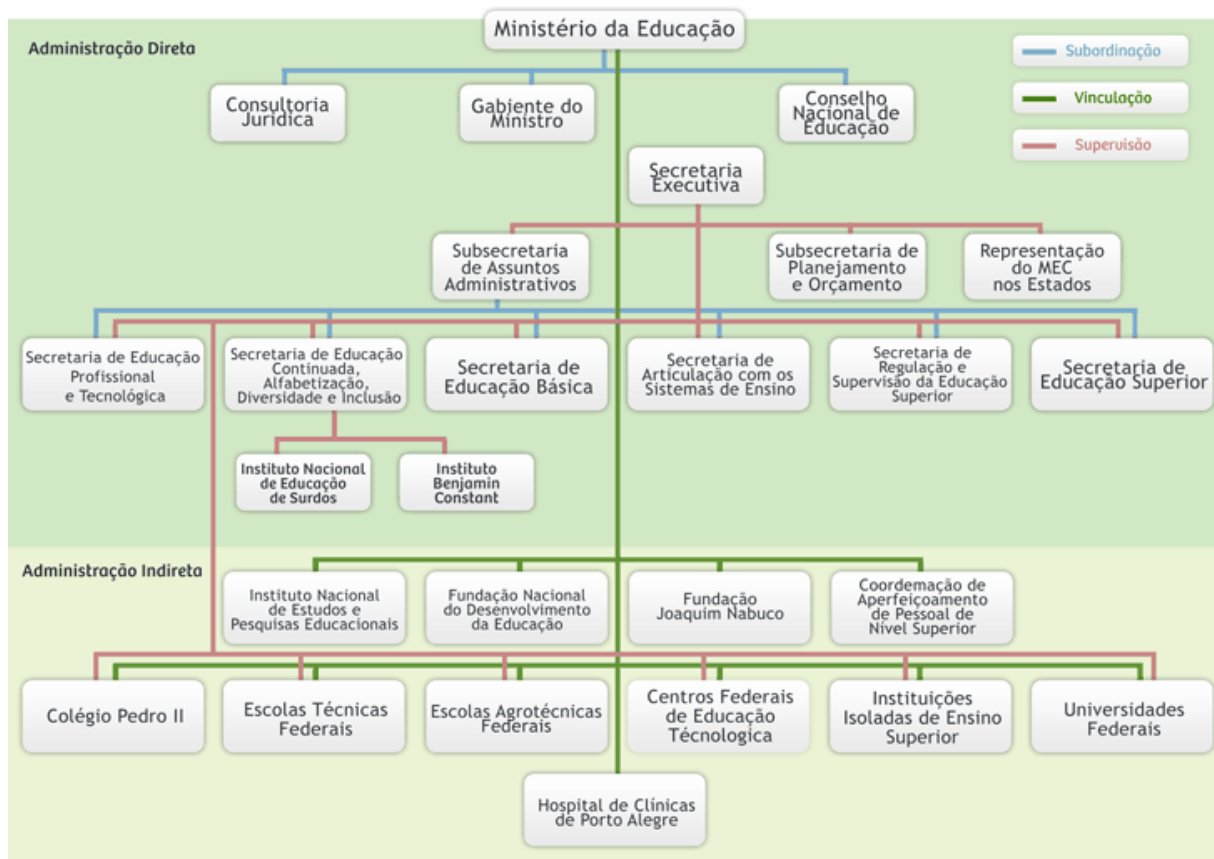 Ministério da Educação
Administração Direta
Subordinação
Vinculação
Supervisão
Consultoria
Jurídica
Gabiente do
Ministro
Conselho
Nacional de
Educação
Secretaria
Executiva
Subsecretaria
de Assuntos
Administrativos
Subsecretaria de
Planejamento
e Orçamento
Representação
do MEC
nos Estados
Secretaria de Educação
Profissional
e Tecnológica
Secretaria de Educação
Continuada,
Alfabetização,
Diversidade e Inclusão
Secretaria de
Educação Básica
Secretaria de
Articulação com os
Sistemas de Ensino
Secretaria de
Regulação e
Supervisão da Educação
Superior
Secretaria de
Educação Superior
Instituto Nacional
de Educação
de Surdos
Instituto
Benjamin
Constant
Administração Indireta
Instituto Nacional
de Estudos e
Pesquisas Educacionais
Fundação Nacional
do Desenvolvimento
da Educação
Fundação
Joaquim Nabuco
Coordemação de
Aperfeiçoamento
de Pessoal de
Nível Superior
Colégio Pedro II
Escolas Técnicas
Federais
Escolas Agrotécnicas
Federais
Centros Federais
de Educação
Técnologica
Instituições
Isoladas de Ensino
Superior
Universidades
Federais
Hospital de Clínicas
de Porto Alegre